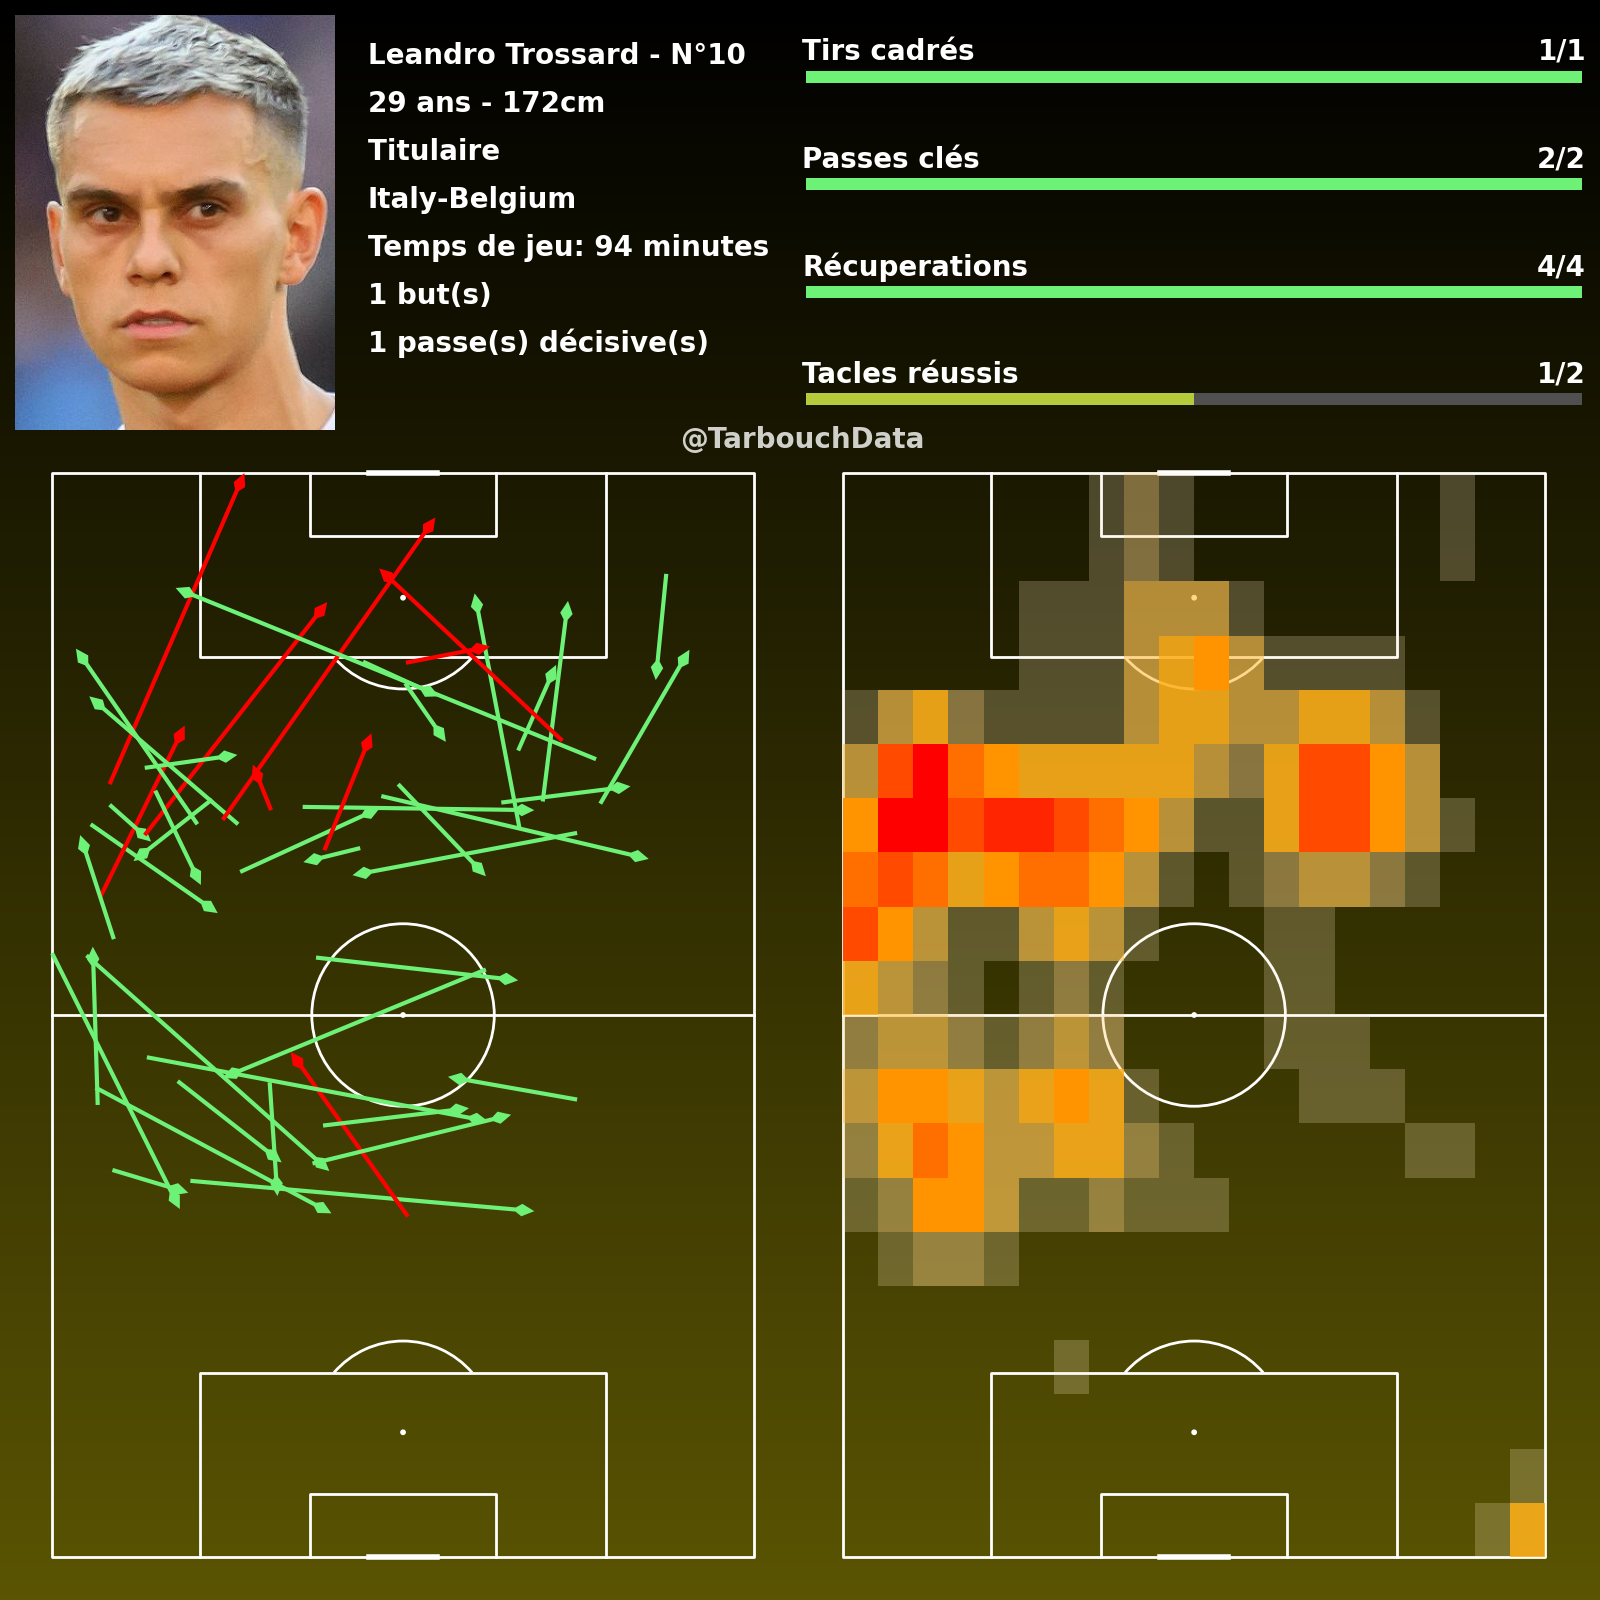 Leandro Trossard - N°10
29 ans - 172cm
Titulaire
Italy-Belgium
Temps de jeu: 94 minutes
1 but(s)
1 passe(s) décisive(s)
Tirs cadrés 1/1
Passes clés 2/2
Récuperations 4/4
Tacles réussis 1/2
@TarbouchData